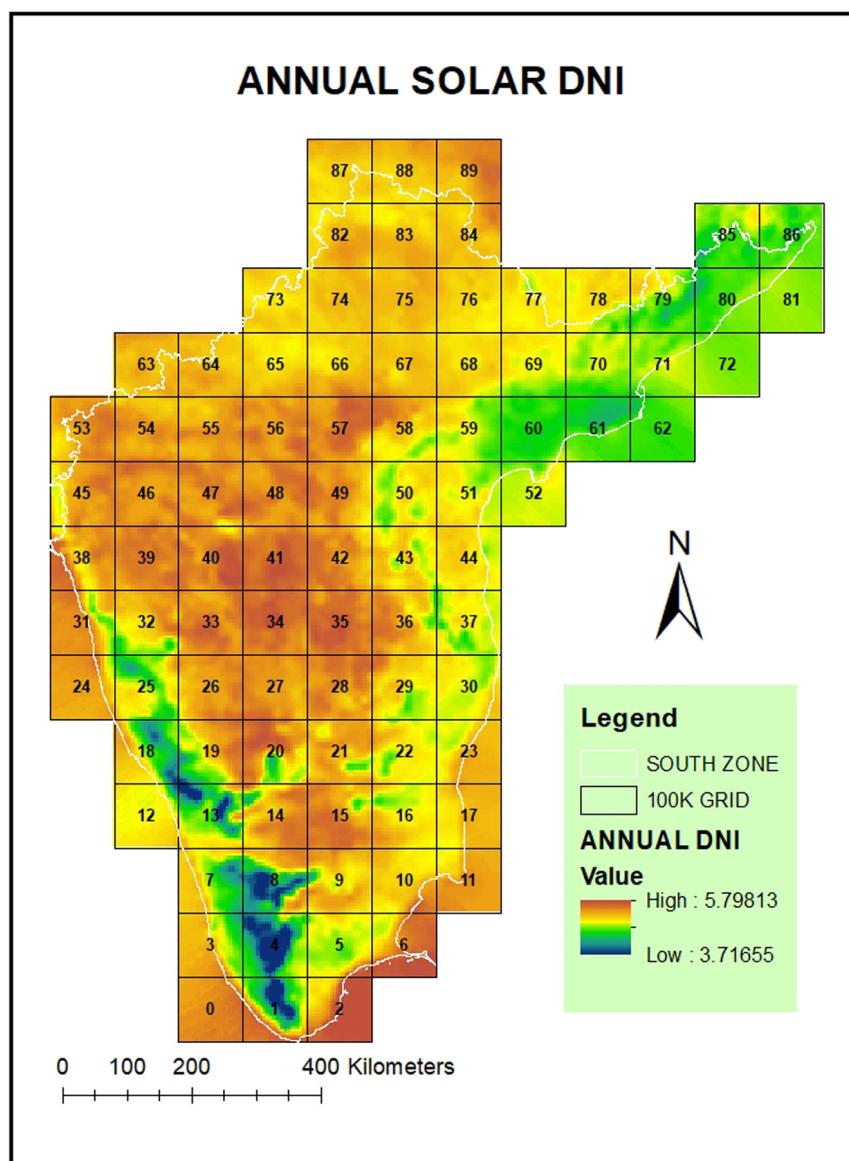 ANNUAL SOLAR DNI
87 88 89
82 83 84 85 86
73 74 75 76 77 78 79 80 81
63 64 65 66 67 68 69 70 71 72
53 54 55 56 57 58 59 60 61 62
45 46 47 48 49 50 51 52
38 39 40 41 42 43 44
31 32 33 34 35 36 37
24 25 26 27 28 29 30
18 19 20 21 22 23
12 13 14 15 16 17
7 8 9 10 11
3 4 5 6
0 1 2
N
Legend
SOUTH ZONE
100K GRID
ANNUAL DNI
Value
High : 5.79813
Low : 3.71655
0 100 200 400 Kilometers